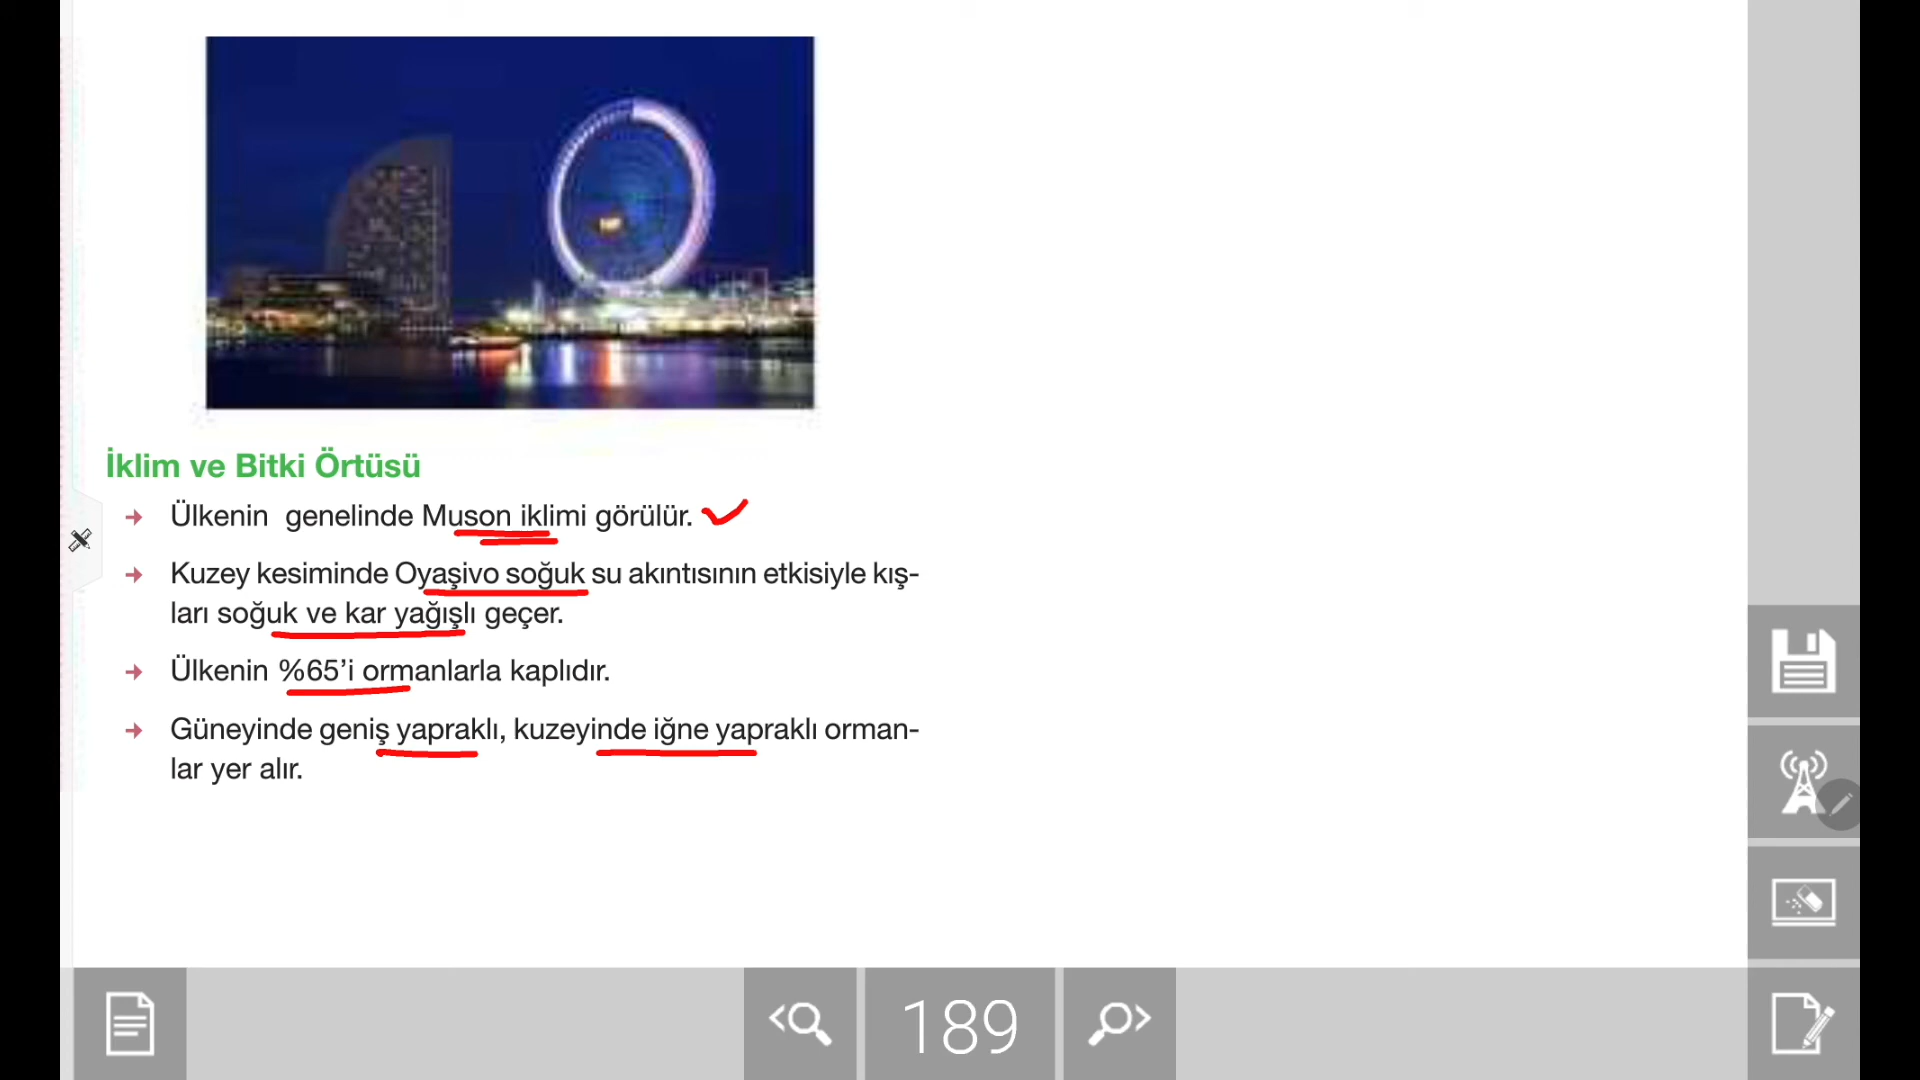 İklim ve Bitki Örtüsü
Ülkenin genelinde Muson iklimi görülür.
Kuzey kesiminde Oyaşivo soğuk su akıntısının etkisiyle kış-
ları soğuk ve kar yağışlı geçer.
Ülkenin %65'i ormanlarla kaplıdır.
Güneyinde geniş yapraklı, kuzeyinde iğne yapraklı orman-
lar yer alır.
189